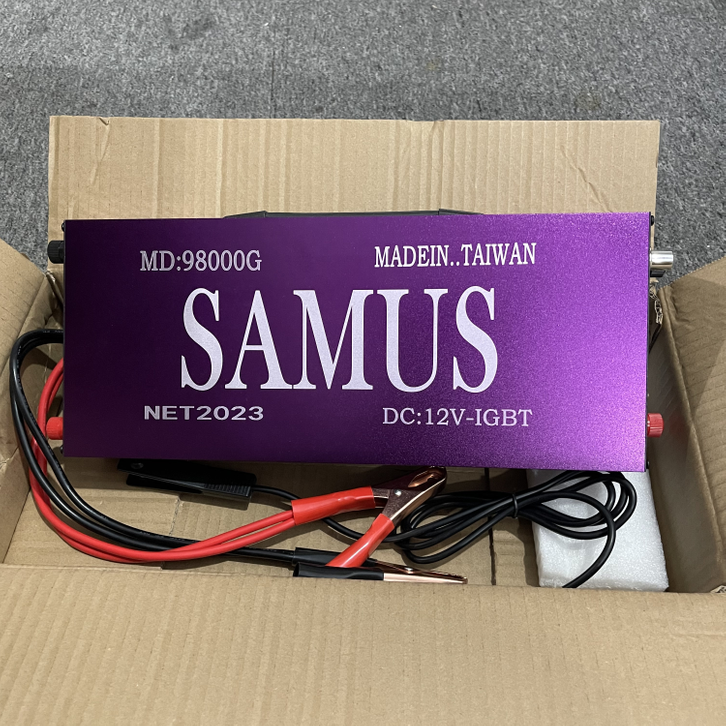 MD:98000G MADEIN..TAIWAN
SAMUS
NET2023 DC:12V-IGBT